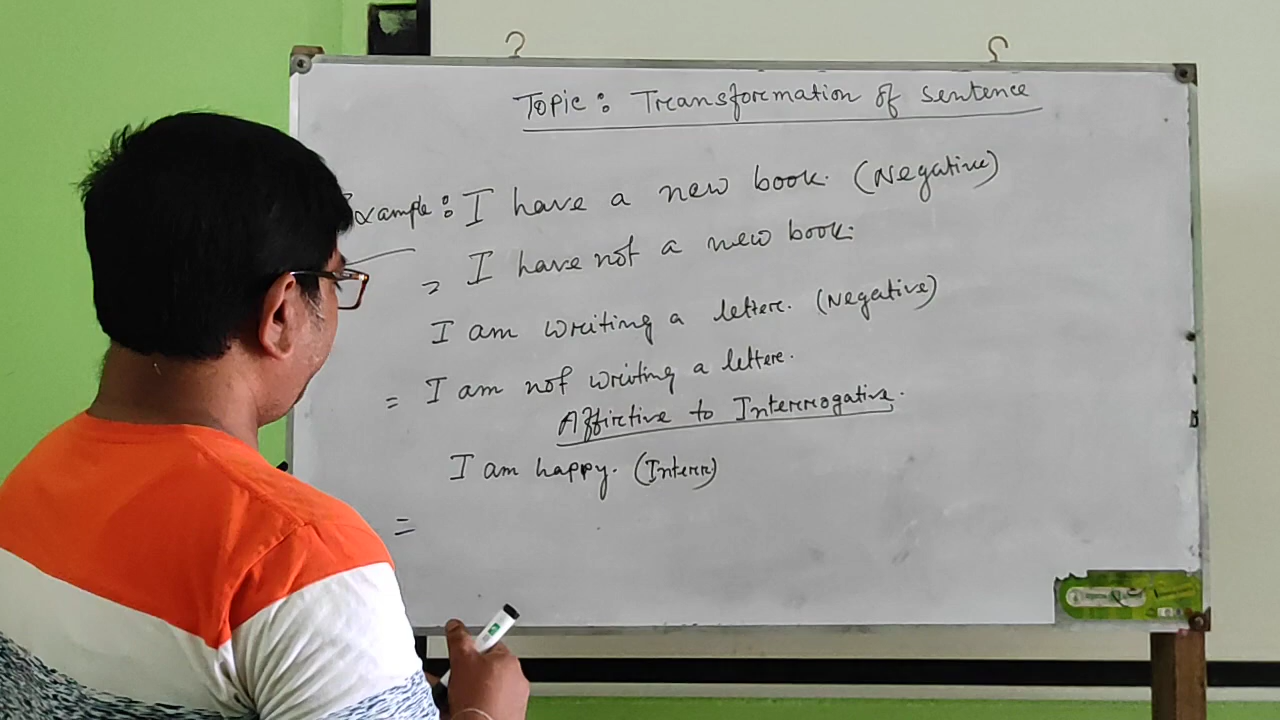 Topic: Transformation of sentence
Example: I have a new book. (Negative)
= I have not a new book.
I am writing a letter. (Negative)
= I am not writing a letter.
Affirctive to Interrrogative.
I am happy. (Interr)
=